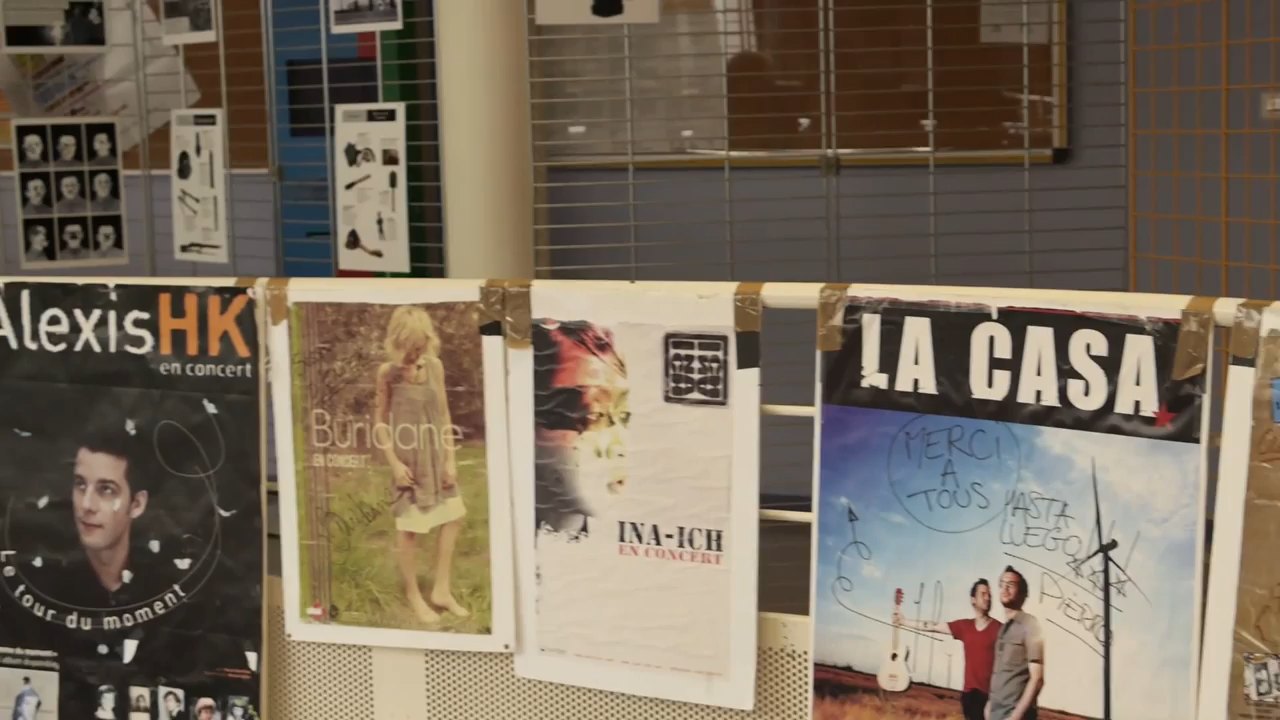 AlexisHK
en concert
Le tour du moment
Buridane
EN CONCERT
INA-ICH
EN CONCERT
LA CASA
MERCI
A
TOUS
HASTA
LUEGO
PIERRO